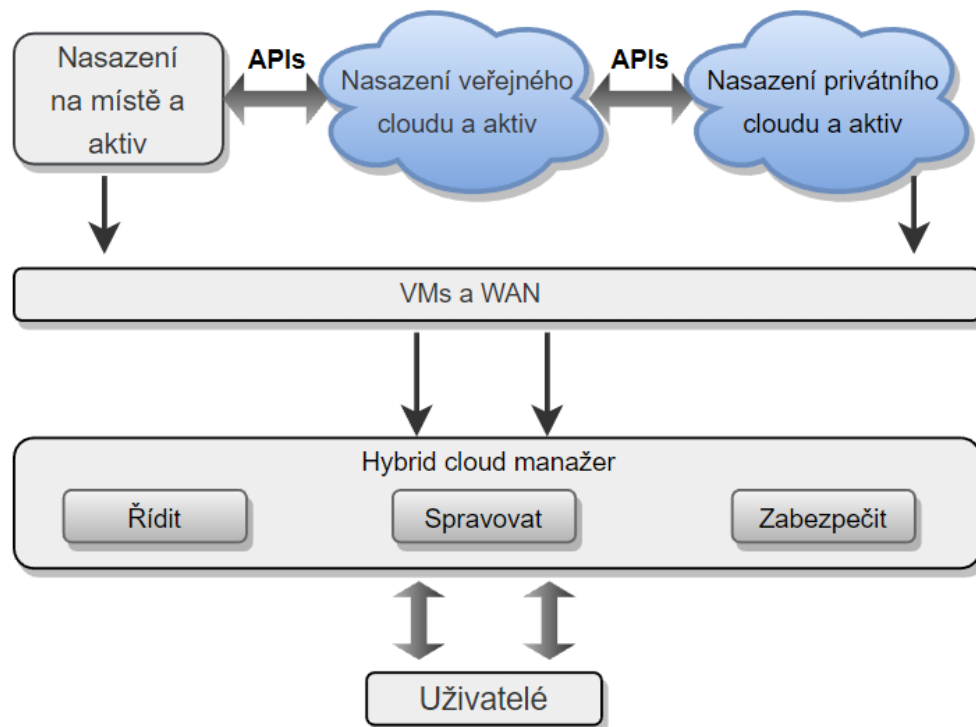 Nasazení
na místě a
aktiv
APIs
Nasazení veřejného
cloudu a aktiv
APIs
Nasazení privátního
cloudu a aktiv
VMs a WAN
Hybrid cloud manažer
Řídit
Spravovat
Zabezpečit
Uživatelé